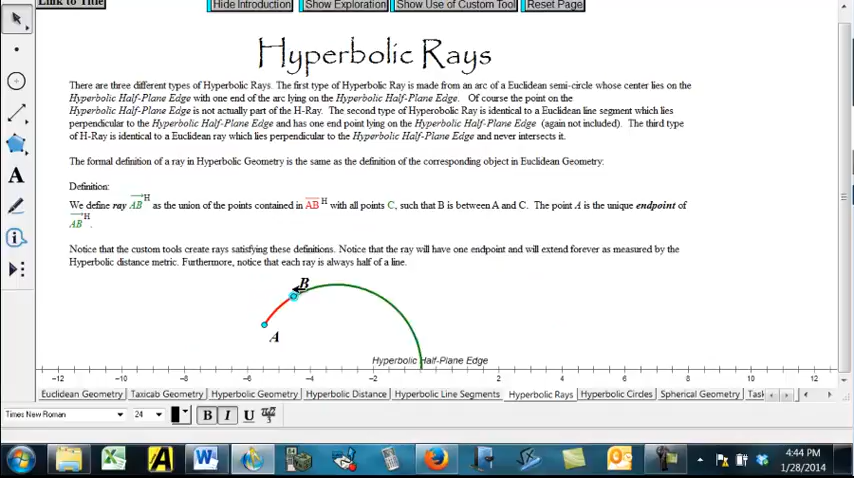 Link to Title
Hide Introduction
Show Exploration
Show Use of Custom Tool
Reset Page
Hyperbolic Rays
There are three different types of Hyperbolic Rays. The first type of Hyperbolic Ray is made from an arc of a Euclidean semi-circle whose center lies on the
Hyperbolic Half-Plane Edge with one end of the arc lying on the Hyperbolic Half-Plane Edge. Of course the point on the
Hyperbolic Half-Plane Edge is not actually part of the H-Ray. The second type of Hyperobolic Ray is identical to a Euclidean line segment which lies
perpendicular to the Hyperbolic Half-Plane Edge and has one end point lying on the Hyperbolic Half-Plane Edge (again not included). The third type
of H-Ray is identical to a Euclidean ray which lies perpendicular to the Hyperbolic Half-Plane Edge and never intersects it.
The formal definition of a ray in Hyperbolic Geometry is the same as the definition of the corresponding object in Euclidean Geometry:
Definition:
We define ray AB H as the union of the points contained in AB H with all points C, such that B is between A and C. The point A is the unique endpoint of
AB H.
Notice that the custom tools create rays satisfying these definitions. Notice that the ray will have one endpoint and will extend forever as measured by the
Hyperbolic distance metric. Furthermore, notice that each ray is always half of a line.
B
A
Hyperbolic Half-Plane Edge
-12 -10 -8 -6 -4 -2 2 4 6 8 10 12
Euclidean Geometry Taxicab Geometry Hyperbolic Geometry Hyperbolic Distance Hyperbolic Line Segments Hyperbolic Rays Hyperbolic Circles Spherical Geometry Task
Times New Roman 24 B I U
4:44 PM
1/28/2014